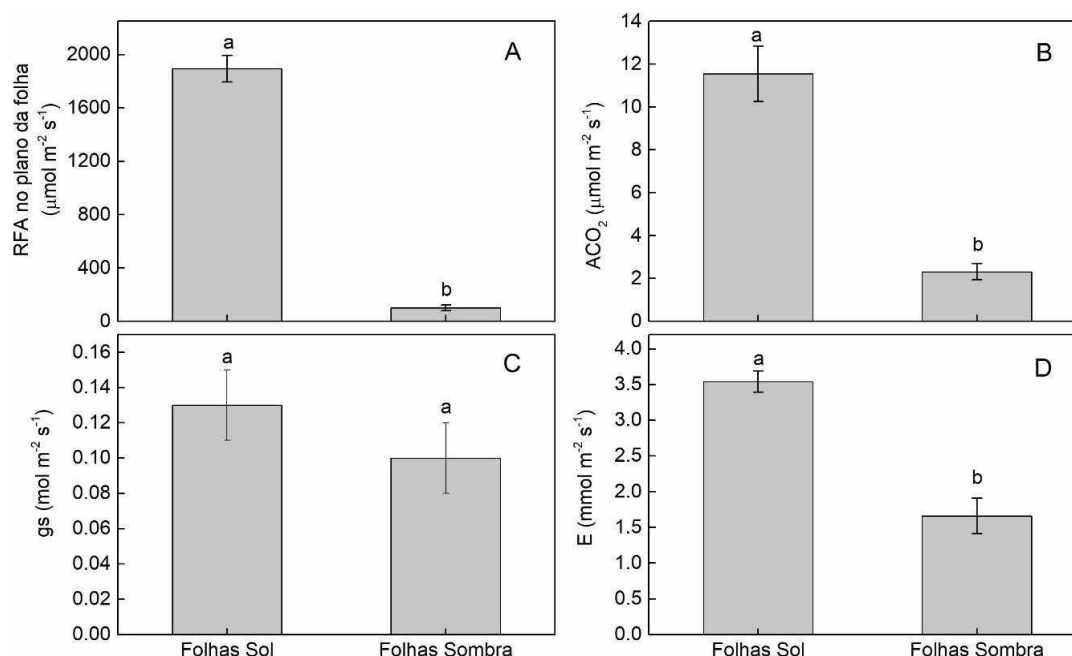 RFA no plano da folha
(μmol m⁻² s⁻¹)
2000
1600
1200
800
400
0
a
b
A
ACO₂ (μmol m⁻² s⁻¹)
14
12
10
8
6
4
2
0
a
b
B
gs (mol m⁻² s⁻¹)
0.16
0.14
0.12
0.10
0.08
0.06
0.04
0.02
0.00
a
a
C
Folhas Sol Folhas Sombra
E (mmol m⁻² s⁻¹)
4.0
3.5
3.0
2.5
2.0
1.5
1.0
0.5
0.0
a
b
D
Folhas Sol Folhas Sombra